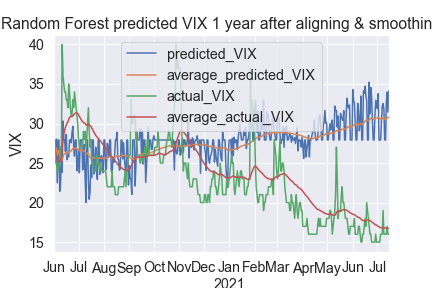 Random Forest predicted VIX 1 year after aligning & smoothin
40
35
30
25
20
15
VIX
predicted_VIX
average_predicted_VIX
actual_VIX
average_actual_VIX
Jun Jul Aug Sep Oct Nov Dec Jan Feb Mar Apr May Jun Jul
2021